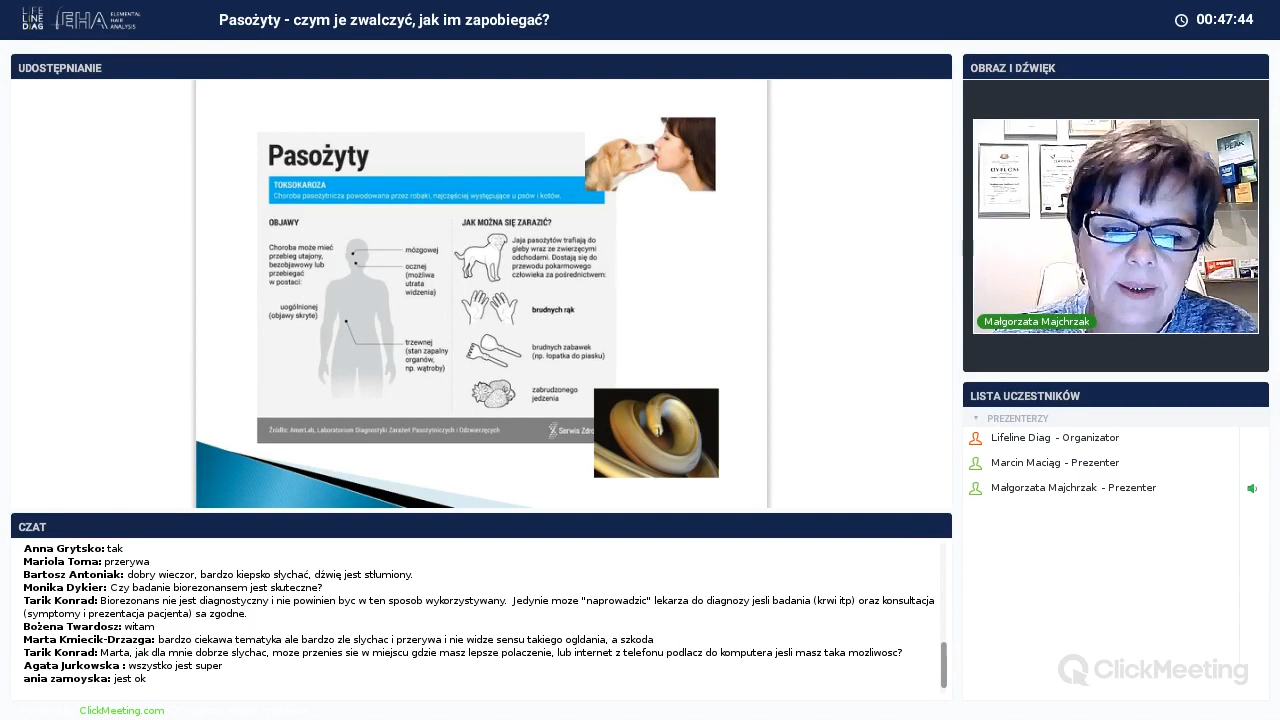 LIFE
LINE
DIAG
EHA
ELEMENTAL
HAIR
ANALYSIS
Pasożyty - czym je zwalczyć, jak im zapobiegać?
00:47:44
UDOSTĘPNIANIE
Pasożyty
TOKSOKAROZA
Choroba pasożytnicza powodowana przez robaki, najczęściej występujące u psów i kotów.
OBJAWY
Choroba może mieć
przebieg utajony,
bezobjawowy lub
przebiegać
w postaci:
uogólnionej
(objawy skryte)
mózgowej
ocznej
(możliwa
utrata
widzenia)
trzewnej
(stan zapalny
organów,
np. wątroby)
JAK MOŻNA SIĘ ZARAZIĆ?
Jaja pasożytów trafiają do
gleby wraz ze zwierzęcymi
odchodami. Dostają się do
przewodu pokarmowego
człowieka za pośrednictwem:
brudnych rąk
brudnych zabawek
(np. łopatka do piasku)
zabrudzonego
jedzenia
Źródło: AmerLab, Laboratorium Diagnostyki Zarażeń Pasożytniczych i Odzwierzęcych
Serwis Zdro
OBRAZ I DŹWIĘK
DYPLOM
PEAK
Małgorzata Majchrzak
LISTA UCZESTNIKÓW
PREZENTERZY
Lifeline Diag - Organizator
Marcin Maciąg - Prezenter
Małgorzata Majchrzak - Prezenter
CZAT
Anna Grytsko: tak
Mariola Toma: przerywa
Bartosz Antoniak: dobry wieczor, bardzo kiepsko słychać, dźwię jest stłumiony.
Monika Dykier: Czy badanie biorezonansem jest skuteczne?
Tarik Konrad: Biorezonans nie jest diagnostyczny i nie powinien byc w ten sposob wykorzystywany. Jedynie moze "naprowadzic" lekarza do diagnozy jesli badania (krwi itp) oraz konsultacja
(symptomy i prezentacja pacjenta) sa zgodne.
Bożena Twardosz: witam
Marta Kmiecik-Drzazga: bardzo ciekawa tematyka ale bardzo zle slychac i przerywa i nie widze sensu takiego ogldania, a szkoda
Tarik Konrad: Marta, jak dla mnie dobrze slychac, moze przenies sie w miejscu gdzie masz lepsze polaczenie, lub internet z telefonu podlacz do komputera jesli masz taka mozliwosc?
Agata Jurkowska : wszystko jest super
ania zamoyska: jest ok
ClickMeeting
ClickMeeting.com